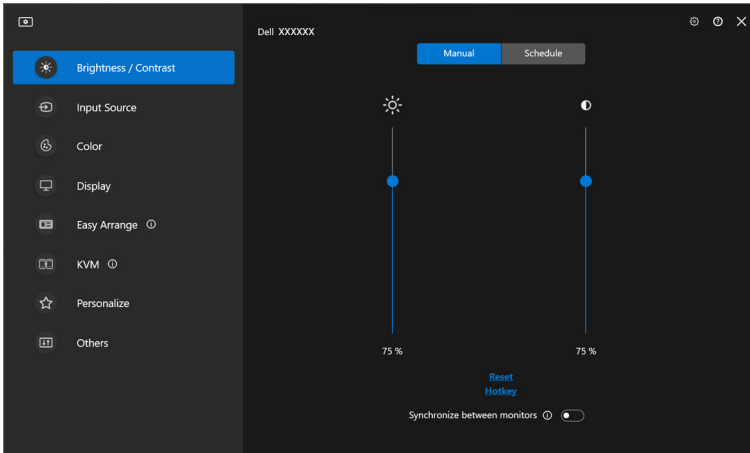 Dell XXXXXX
Manual
Schedule
Brightness / Contrast
Input Source
Color
Display
Easy Arrange
KVM
Personalize
Others
75 %
75 %
Reset
Hotkey
Synchronize between monitors